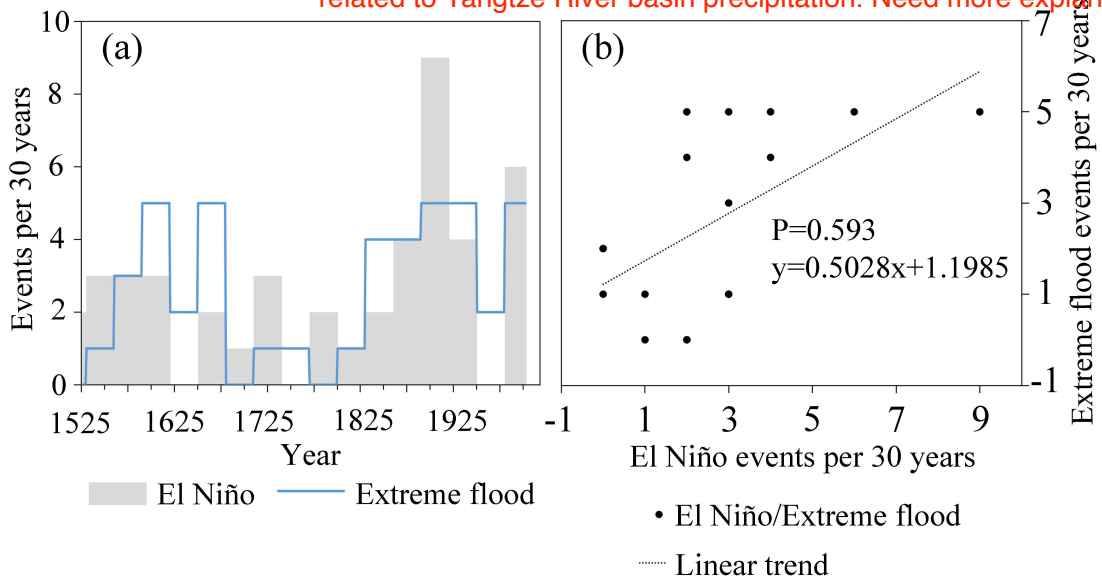 related to Yangtze River basin precipitation. Need more
(a)
10
8
6
4
2
0
Events per 30 years
1525 1625 1725 1825 1925
Year
El Niño
Extreme flood
(b)
7
5
3
1
-1
Extreme flood events per 30 years
P=0.593
y=0.5028x+1.1985
-1 1 3 5 7 9
El Niño events per 30 years
El Niño/Extreme flood
Linear trend